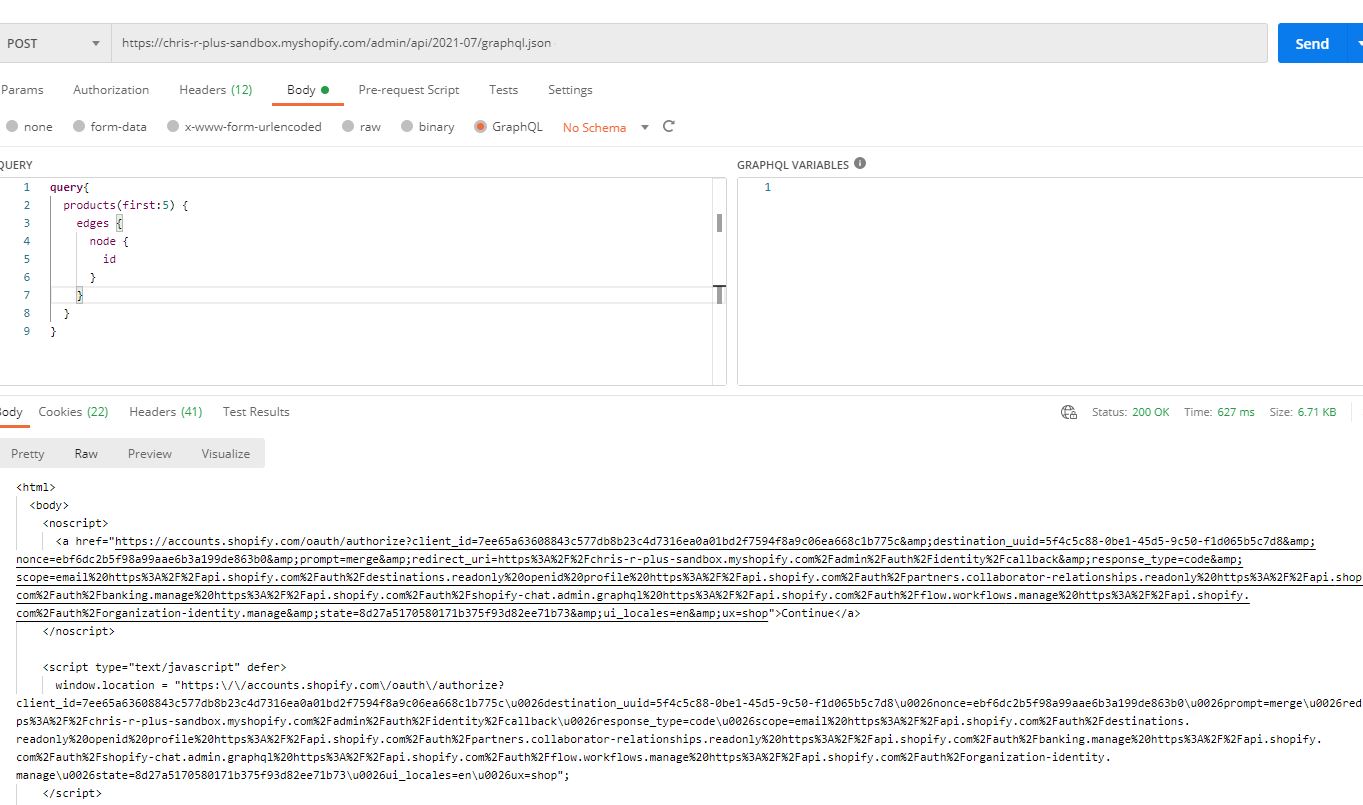 POST https://chris-r-plus-sandbox.myshopify.com/admin/api/2021-07/graphql.json Send
Params Authorization Headers (12) Body Pre-request Script Tests Settings
none form-data x-www-form-urlencoded raw binary GraphQL No Schema
QUERY GRAPHQL VARIABLES
1 query{ 1
2 products(first:5) {
3 edges {
4 node {
5 id
6 }
7 }
8 }
9 }
Body Cookies (22) Headers (41) Test Results Status: 200 OK Time: 627 ms Size: 6.71 KB
Pretty Raw Preview Visualize
<html>
<body>
<noscript>
<a href="https://accounts.shopify.com/oauth/authorize?client_id=7ee65a63608843c577db8b23c4d7316ea0a01bd2f7594f8a9c06ea668c1b775c&amp;destination_uuid=5f4c5c88-0be1-45d5-9c50-f1d065b5c7d8&amp;
nonce=ebf6dc2b5f98a99aae6b3a199de863b0&amp;prompt=merge&amp;redirect_uri=https%3A%2F%2Fchris-r-plus-sandbox.myshopify.com%2Fadmin%2Fauth%2Fidentity%2Fcallback&amp;response_type=code&amp;
scope=email%20https%3A%2F%2Fapi.shopify.com%2Fauth%2Fdestinations.readonly%20openid%20profile%20https%3A%2F%2Fapi.shopify.com%2Fauth%2Fpartners.collaborator-relationships.readonly%20https%3A%2F%2Fapi.shop
com%2Fauth%2Fbanking.manage%20https%3A%2F%2Fapi.shopify.com%2Fauth%2Fshopify-chat.admin.graphql%20https%3A%2F%2Fapi.shopify.com%2Fauth%2Fflow.workflows.manage%20https%3A%2F%2Fapi.shopify.
com%2Fauth%2Forganization-identity.manage&amp;state=8d27a5170580171b375f93d82ee71b73&amp;ui_locales=en&amp;ux=shop">Continue</a>
</noscript>
<script type="text/javascript" defer>
window.location = "https:\/\/accounts.shopify.com\/oauth\/authorize?
client_id=7ee65a63608843c577db8b23c4d7316ea0a01bd2f7594f8a9c06ea668c1b775c\u0026destination_uuid=5f4c5c88-0be1-45d5-9c50-f1d065b5c7d8\u0026nonce=ebf6dc2b5f98a99aae6b3a199de863b0\u0026prompt=merge\u0026red
ps%3A%2F%2Fchris-r-plus-sandbox.myshopify.com%2Fadmin%2Fauth%2Fidentity%2Fcallback\u0026response_type=code\u0026scope=email%20https%3A%2F%2Fapi.shopify.com%2Fauth%2Fdestinations.
readonly%20openid%20profile%20https%3A%2F%2Fapi.shopify.com%2Fauth%2Fpartners.collaborator-relationships.readonly%20https%3A%2F%2Fapi.shopify.com%2Fauth%2Fbanking.manage%20https%3A%2F%2Fapi.shopify.
com%2Fauth%2Fshopify-chat.admin.graphql%20https%3A%2F%2Fapi.shopify.com%2Fauth%2Fflow.workflows.manage%20https%3A%2F%2Fapi.shopify.com%2Fauth%2Forganization-identity.
manage\u0026state=8d27a5170580171b375f93d82ee71b73\u0026ui_locales=en\u0026ux=shop";
</script>